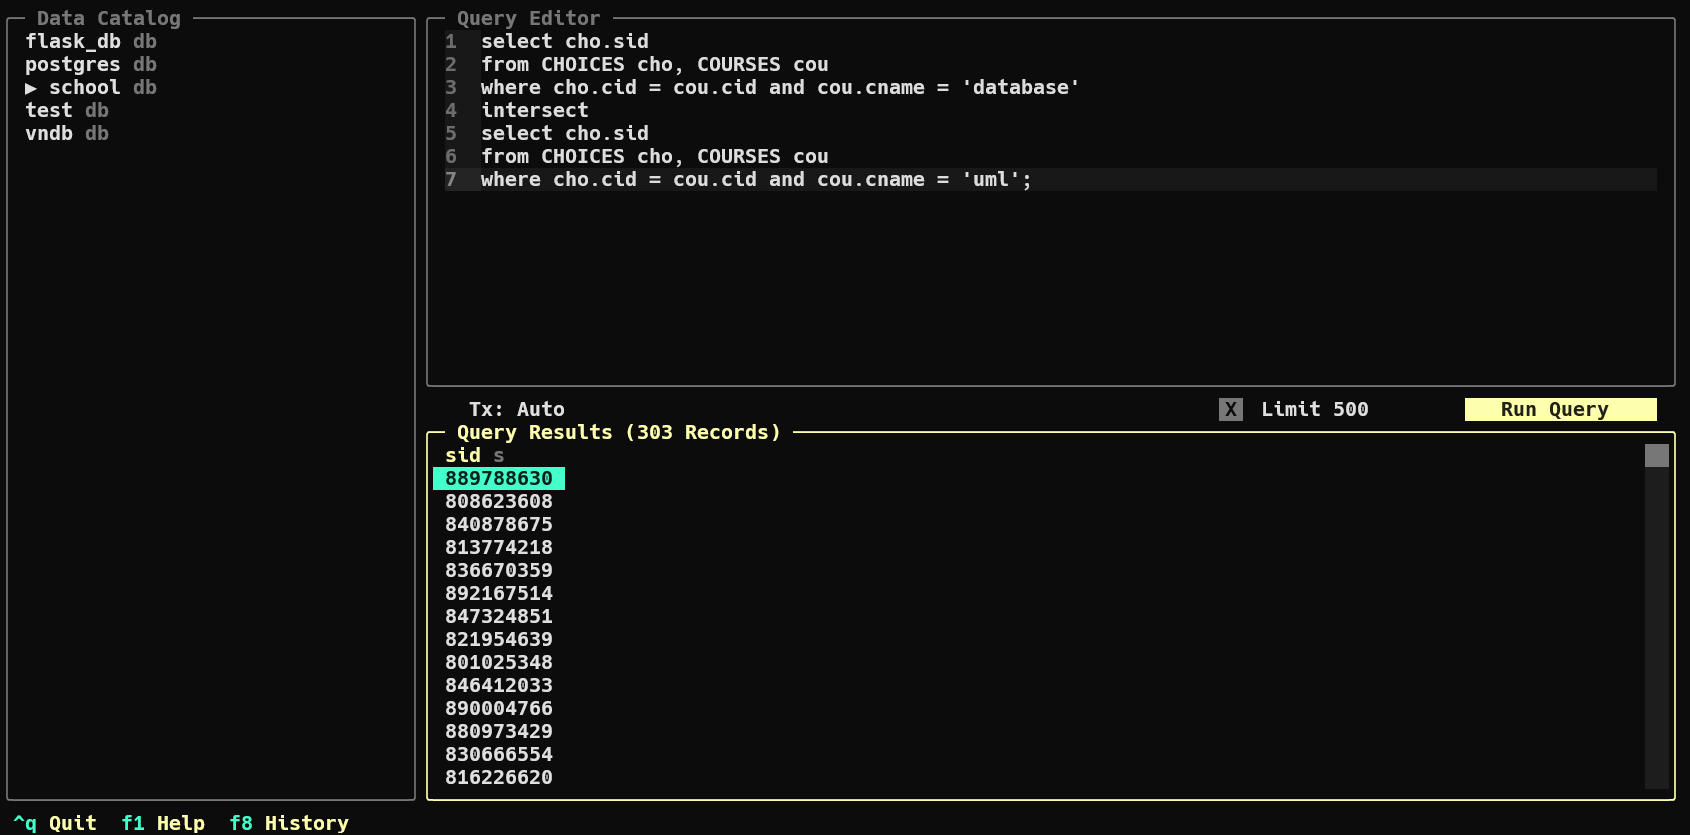 Data Catalog
flask_db db
postgres db
▶ school db
test db
vndb db
Query Editor
1 select cho.sid
2 from CHOICES cho, COURSES cou
3 where cho.cid = cou.cid and cou.cname = 'database'
4 intersect
5 select cho.sid
6 from CHOICES cho, COURSES cou
7 where cho.cid = cou.cid and cou.cname = 'uml';
Tx: Auto X Limit 500 Run Query
Query Results (303 Records)
sid s
889788630
808623608
840878675
813774218
836670359
892167514
847324851
821954639
801025348
846412033
890004766
880973429
830666554
816226620
^q Quit f1 Help f8 History